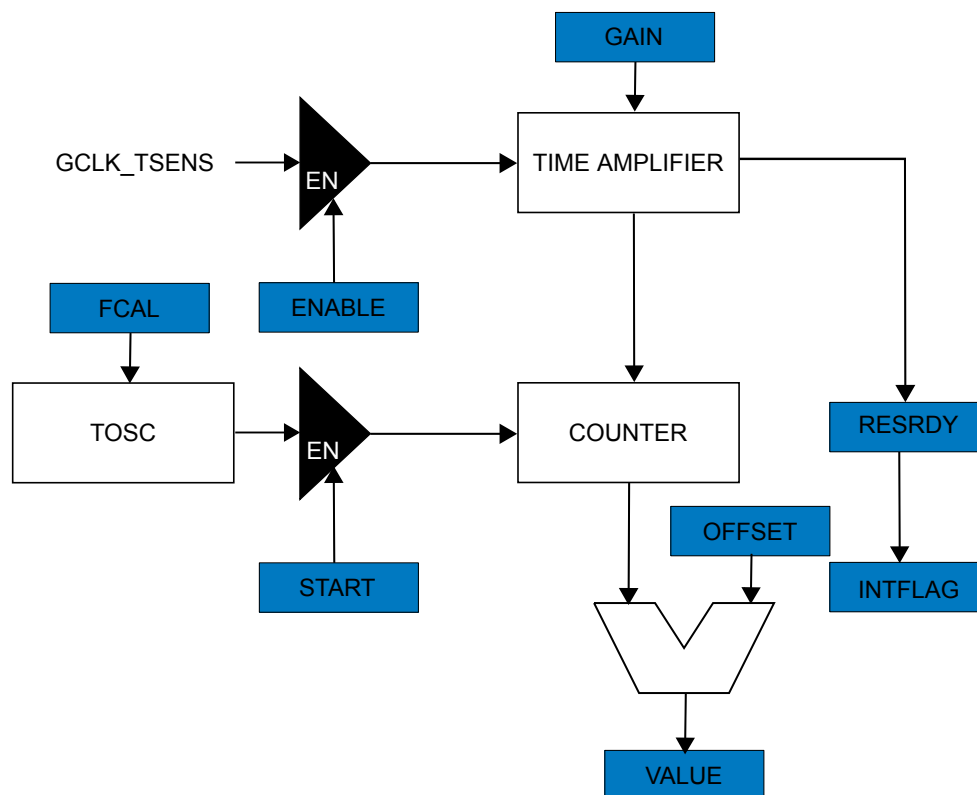 GAIN
GCLK_TSENS
EN
TIME AMPLIFIER
FCAL
ENABLE
TOSC
EN
COUNTER
RESRDY
OFFSET
START
INTFLAG
VALUE